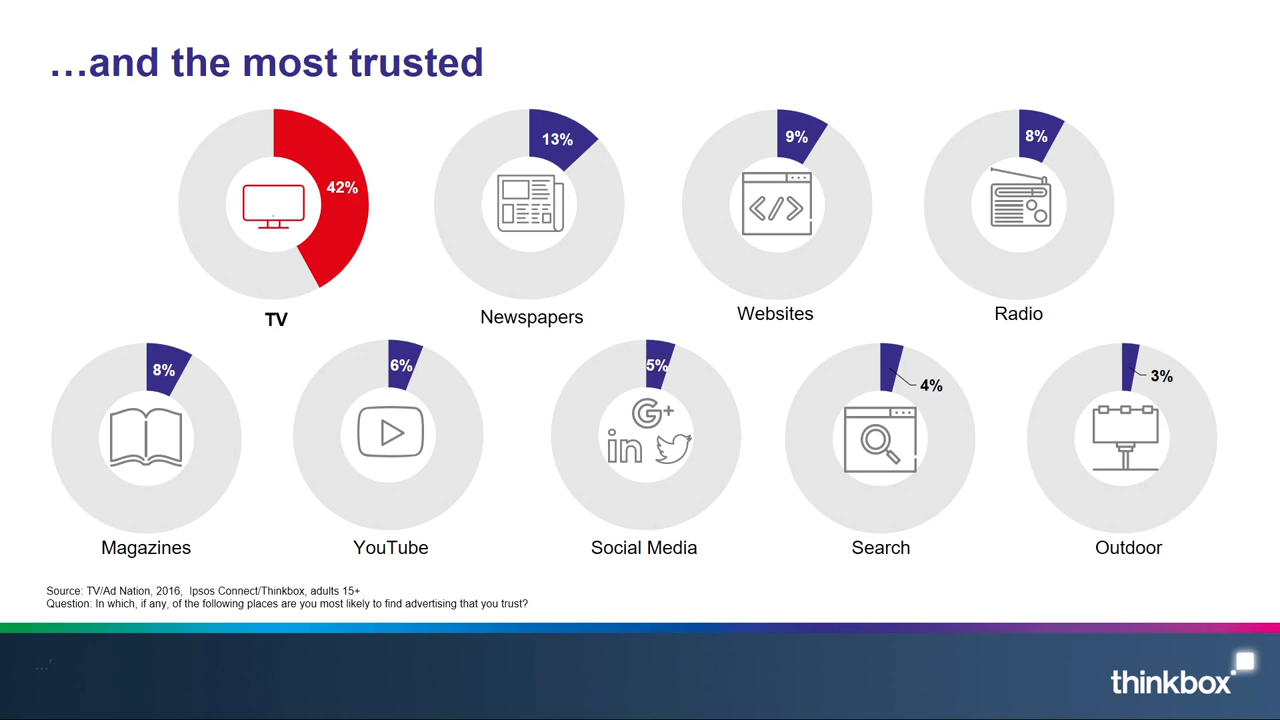 …and the most trusted
42%
13%
9%
8%
TV
Newspapers
Websites
Radio
8%
6%
5%
4%
3%
G+
in
Magazines
YouTube
Social Media
Search
Outdoor
Source: TV/Ad Nation, 2016, Ipsos Connect/Thinkbox, adults 15+
Question: In which, if any, of the following places are you most likely to find advertising that you trust?
thinkbox